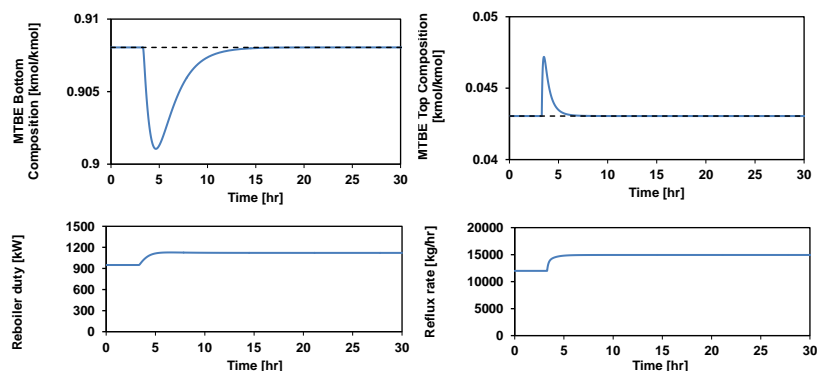 MTBE Bottom
Composition [kmol/kmol]
0.91
0.905
0.9
0 5 10 15 20 25 30
Time [hr]
MTBE Top Composition
[kmol/kmol]
0.05
0.045
0.04
0 5 10 15 20 25 30
Time [hr]
Reboiler duty [kW]
1500
1200
900
600
300
0
0 5 10 15 20 25 30
Time [hr]
Reflux rate [kg/hr]
20000
15000
10000
5000
0
0 5 10 15 20 25 30
Time [hr]